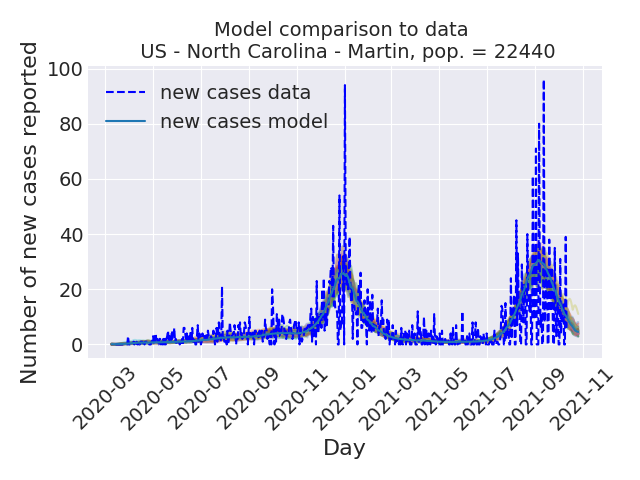 Model comparison to data
US - North Carolina - Martin, pop. = 22440
Number of new cases reported
100
80
60
40
20
0
new cases data
new cases model
2020-03
2020-05
2020-07
2020-09
2020-11
2021-01
2021-03
2021-05
2021-07
2021-09
2021-11
Day